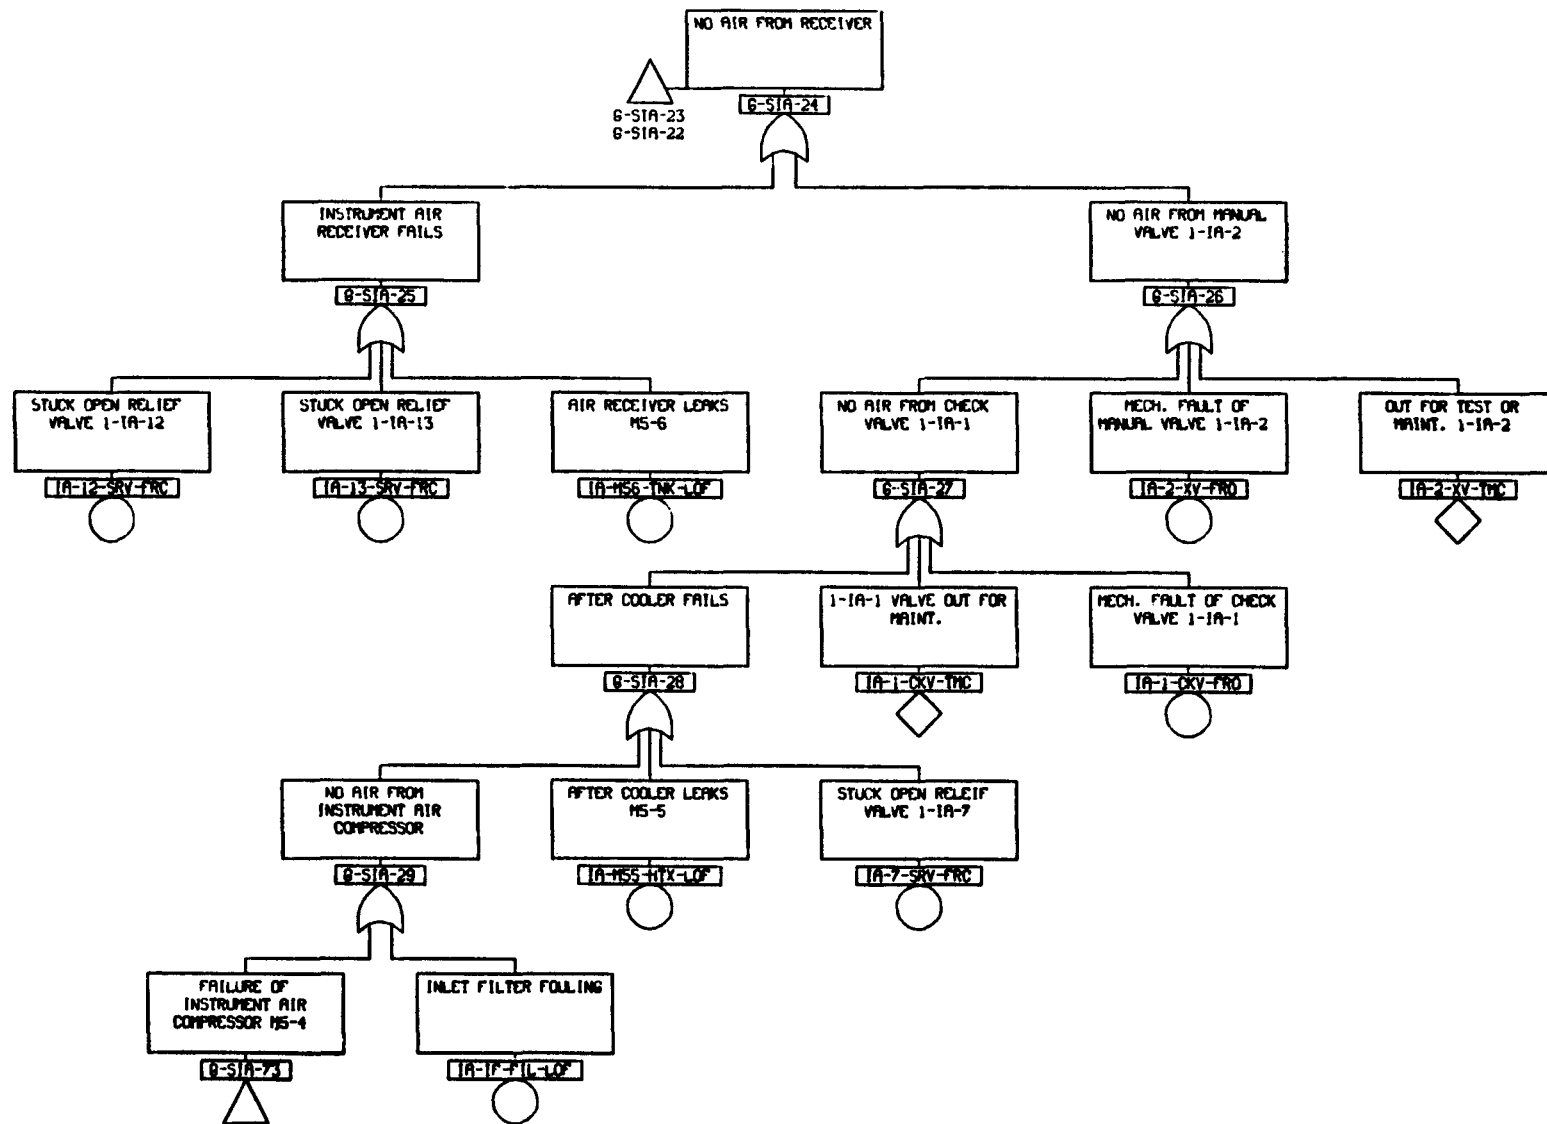 NO AIR FROM RECEIVER
G-SIA-24
G-SIA-23
G-SIA-22
INSTRUMENT AIR
RECEIVER FAILS
G-SIA-25
NO AIR FROM MANUAL
VALVE 1-IA-2
G-SIA-26
STUCK OPEN RELIEF
VALVE 1-IA-12
IA-12-SRV-FRC
STUCK OPEN RELIEF
VALVE 1-IA-13
IA-13-SRV-FRC
AIR RECEIVER LEAKS
M5-6
IA-M56-TNK-LOF
NO AIR FROM CHECK
VALVE 1-IA-1
G-SIA-27
MECH. FAULT OF
MANUAL VALVE 1-IA-2
IA-2-XV-FRO
OUT FOR TEST OR
MAINT. 1-IA-2
IA-2-XV-TMC
AFTER COOLER FAILS
G-SIA-28
1-IA-1 VALVE OUT FOR
MAINT.
IA-1-CKV-TMC
MECH. FAULT OF CHECK
VALVE 1-IA-1
IA-1-CKV-FRO
NO AIR FROM
INSTRUMENT AIR
COMPRESSOR
G-SIA-29
AFTER COOLER LEAKS
M5-5
IA-M55-HTX-LOF
STUCK OPEN RELEIF
VALVE 1-IA-7
IA-7-SRV-FRC
FAILURE OF
INSTRUMENT AIR
COMPRESSOR M5-4
G-SIA-73
INLET FILTER FOULING
IA-IF-FIL-LOF